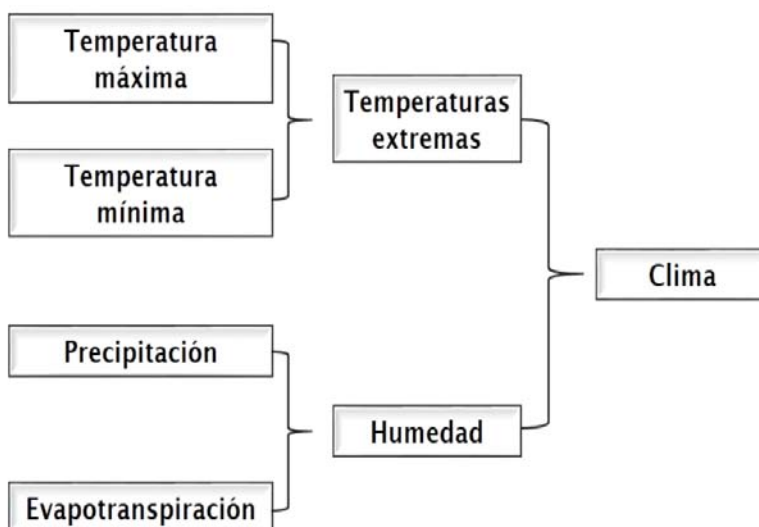 Temperatura
máxima
Temperaturas
extremas
Temperatura
mínima
Clima
Precipitación
Humedad
Evapotranspiración